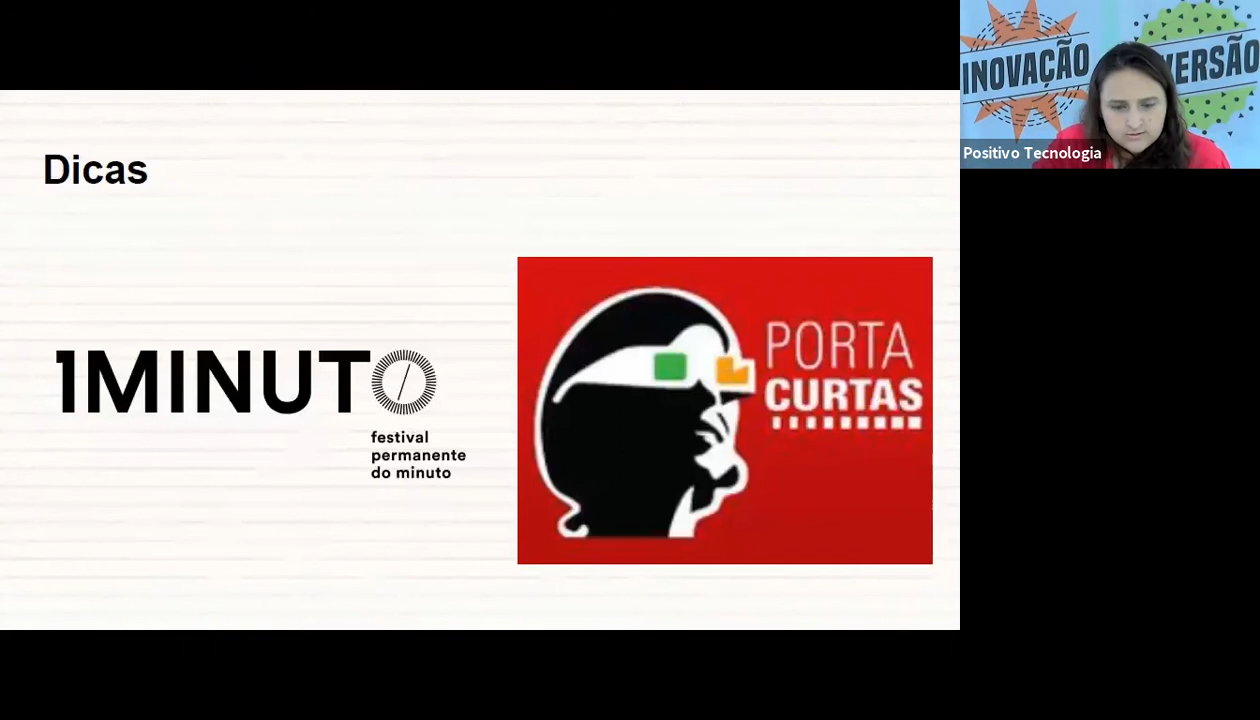 Dicas
1MINUTO
festival
permanente
do minuto
PORTA
CURTAS
INOVAÇÃO
VERSÃO
Positivo Tecnologia